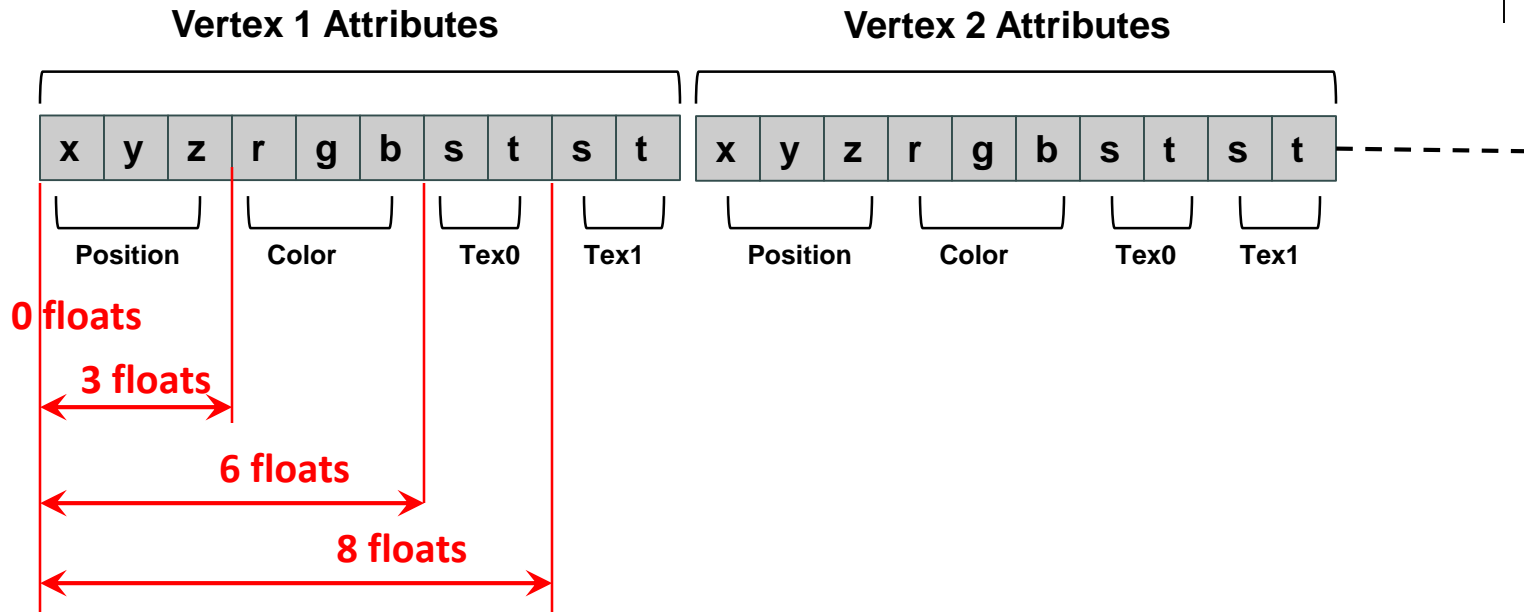 Vertex 1 Attributes Vertex 2 Attributes
x y z r g b s t s t x y z r g b s t s t
Position Color Tex0 Tex1 Position Color Tex0 Tex1
0 floats
3 floats
6 floats
8 floats